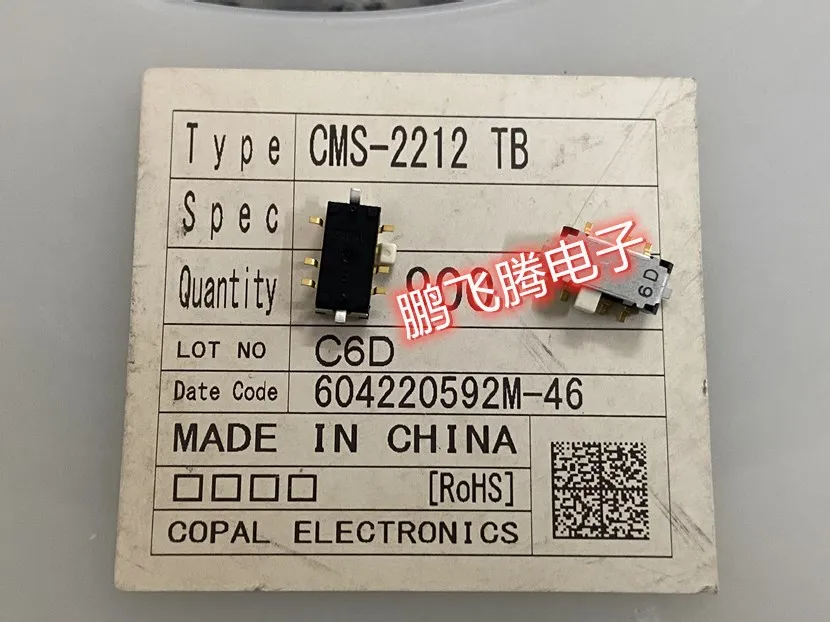 Type CMS-2212 TB
Spec
Quantity
鹏飞腾电子
6D
LOT NO C6D
Date Code 604220592M-46
MADE IN CHINA
□□□□ [RoHS]
COPAL ELECTRONICS